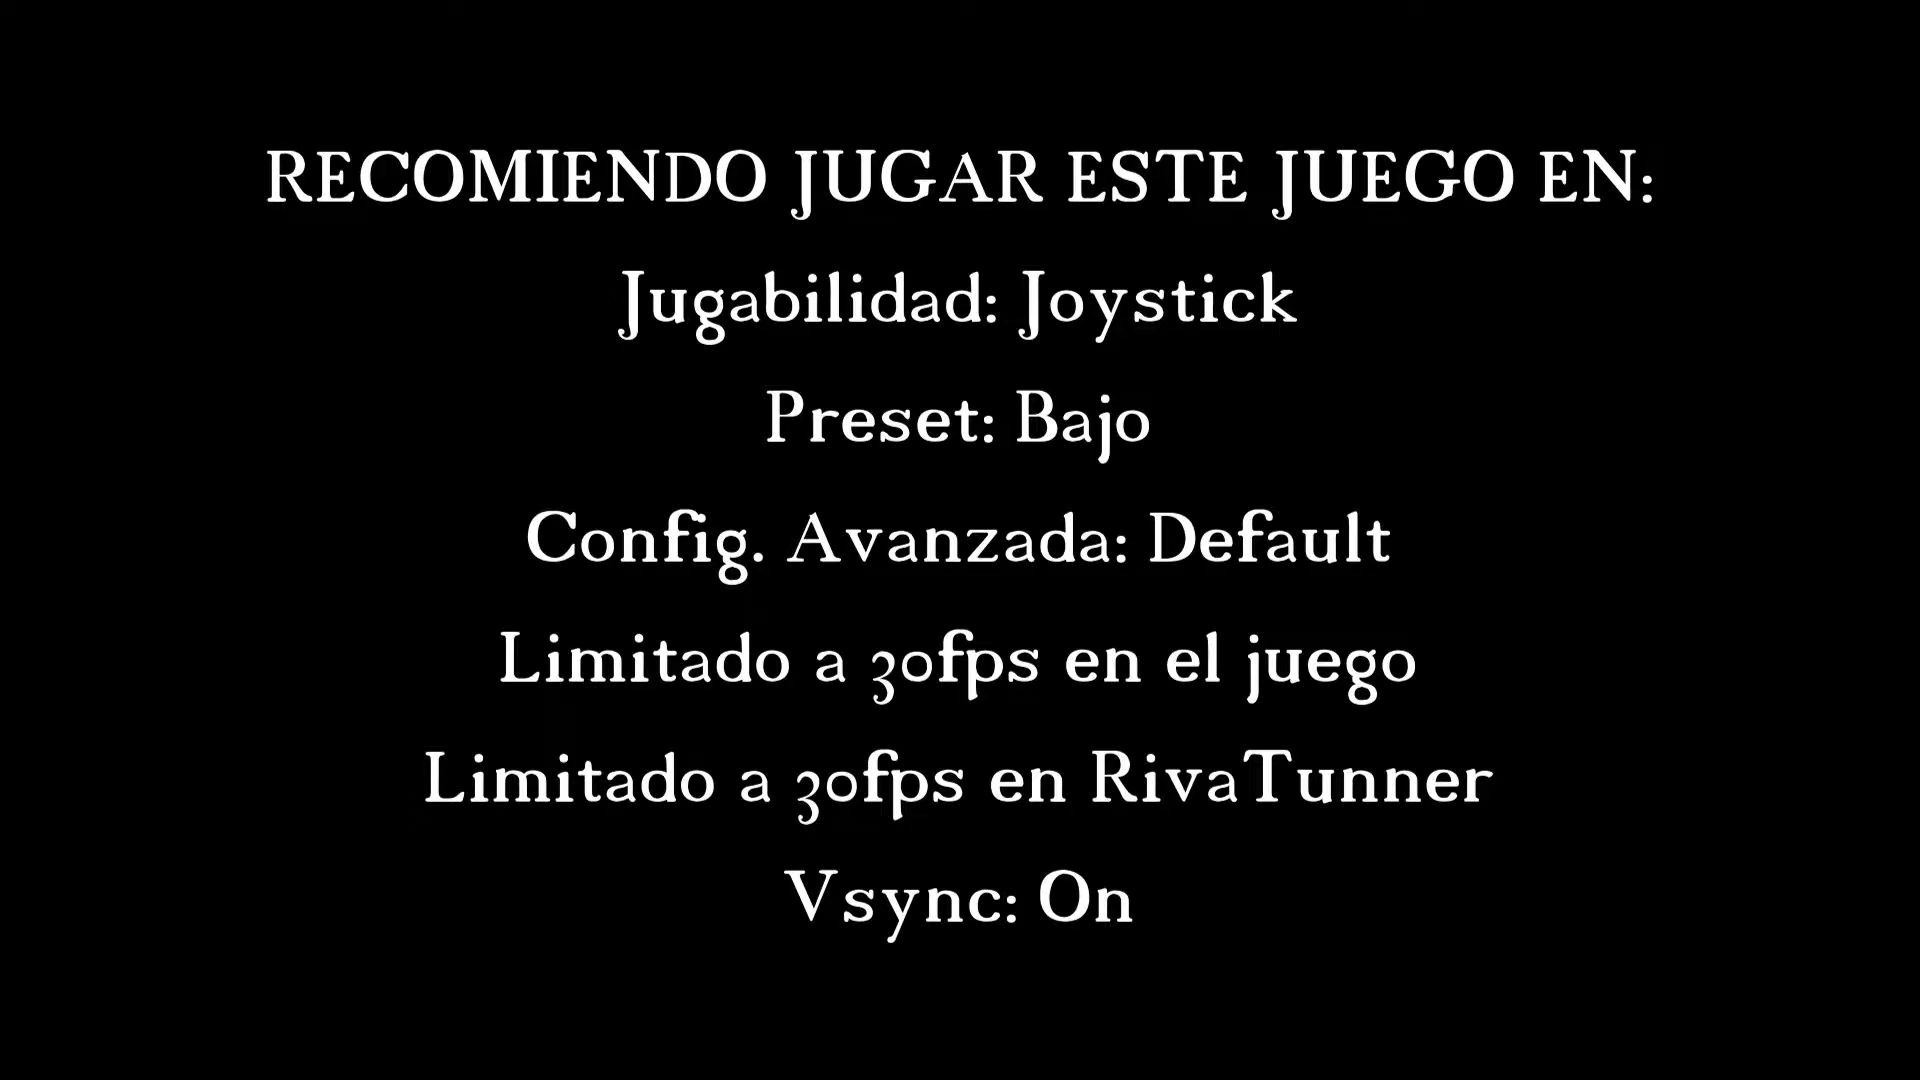 RECOMIENDO JUGAR ESTE JUEGO EN:
Jugabilidad: Joystick
Preset: Bajo
Config. Avanzada: Default
Limitado a 30fps en el juego
Limitado a 30fps en RivaTunner
Vsync: On